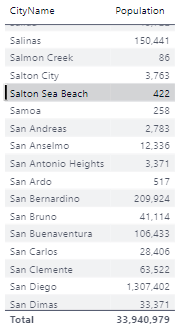 CityName Population
Salinas 150,441
Salmon Creek 86
Salton City 3,763
Salton Sea Beach 422
Samoa 258
San Andreas 2,783
San Anselmo 12,336
San Antonio Heights 3,371
San Ardo 517
San Bernardino 209,924
San Bruno 41,114
San Buenaventura 106,433
San Carlos 28,406
San Clemente 63,522
San Diego 1,307,402
San Dimas 33,371
Total 33,940,979